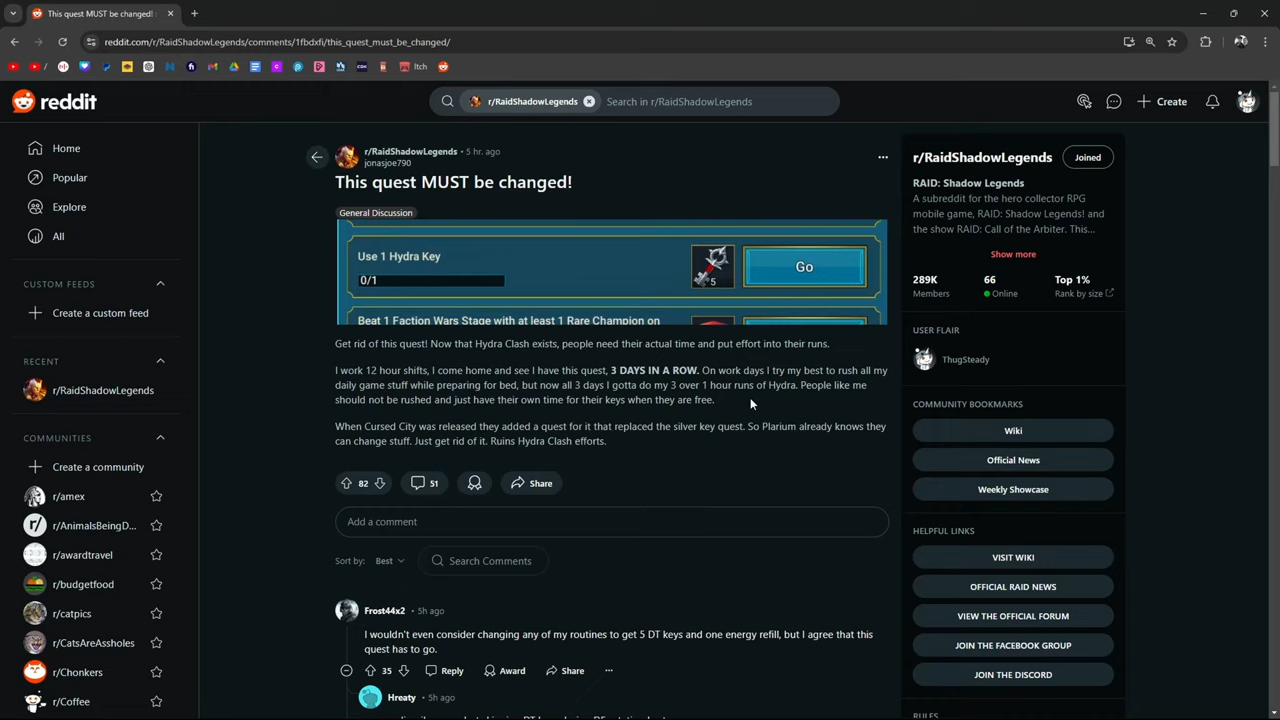 This quest MUST be changed! :
reddit.com/r/RaidShadowLegends/comments/1fbdxfi/this_quest_must_be_changed/
Itch
reddit
r/RaidShadowLegends
Search in r/RaidShadowLegends
Create
Home
Popular
Explore
All
CUSTOM FEEDS
Create a custom feed
RECENT
r/RaidShadowLegends
COMMUNITIES
Create a community
r/amex
r/AnimalsBeingD...
r/awardtravel
r/budgetfood
r/catpics
r/CatsAreAssholes
r/Chonkers
r/Coffee
r/RaidShadowLegends • 5 hr. ago
jonasjoe790
This quest MUST be changed!
General Discussion
Use 1 Hydra Key
0/1
5
Go
Beat 1 Faction Wars Stage with at least 1 Rare Champion on
Get rid of this quest! Now that Hydra Clash exists, people need their actual time and put effort into their runs.
I work 12 hour shifts, I come home and see I have this quest, 3 DAYS IN A ROW. On work days I try my best to rush all my
daily game stuff while preparing for bed, but now all 3 days I gotta do my 3 over 1 hour runs of Hydra. People like me
should not be rushed and just have their own time for their keys when they are free.
When Cursed City was released they added a quest for it that replaced the silver key quest. So Plarium already knows they
can change stuff. Just get rid of it. Ruins Hydra Clash efforts.
82
51
Share
Add a comment
Sort by: Best
Search Comments
Frost44x2 • 5h ago
I wouldn't even consider changing any of my routines to get 5 DT keys and one energy refill, but I agree that this
quest has to go.
35
Reply
Award
Share
Hreaty • 5h ago
r/RaidShadowLegends
Joined
RAID: Shadow Legends
A subreddit for the hero collector RPG
mobile game, RAID: Shadow Legends! and
the show RAID: Call of the Arbiter. This...
Show more
289K
Members
66
Online
Top 1%
Rank by size
USER FLAIR
ThugSteady
COMMUNITY BOOKMARKS
Wiki
Official News
Weekly Showcase
HELPFUL LINKS
VISIT WIKI
OFFICIAL RAID NEWS
VIEW THE OFFICIAL FORUM
JOIN THE FACEBOOK GROUP
JOIN THE DISCORD
RULES